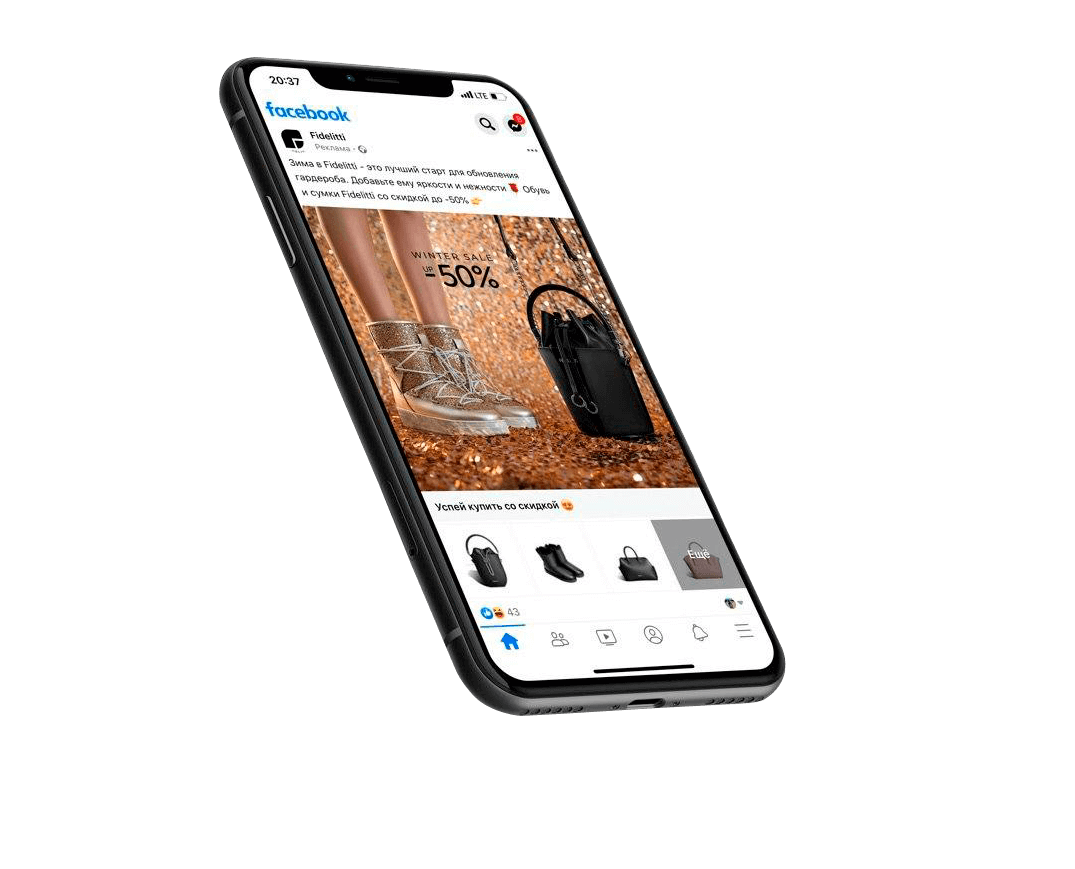 20:37
LTE
facebook
Fidelitti
Реклама ·
Зима в Fidelitti - это лучший старт для обновления
гардероба. Добавьте ему яркости и нежности 🌹 Обувь
и сумки Fidelitti со скидкой до -50% 👉
WINTER SALE
UP
-50%
Успей купить со скидкой 😍
Ещё
43